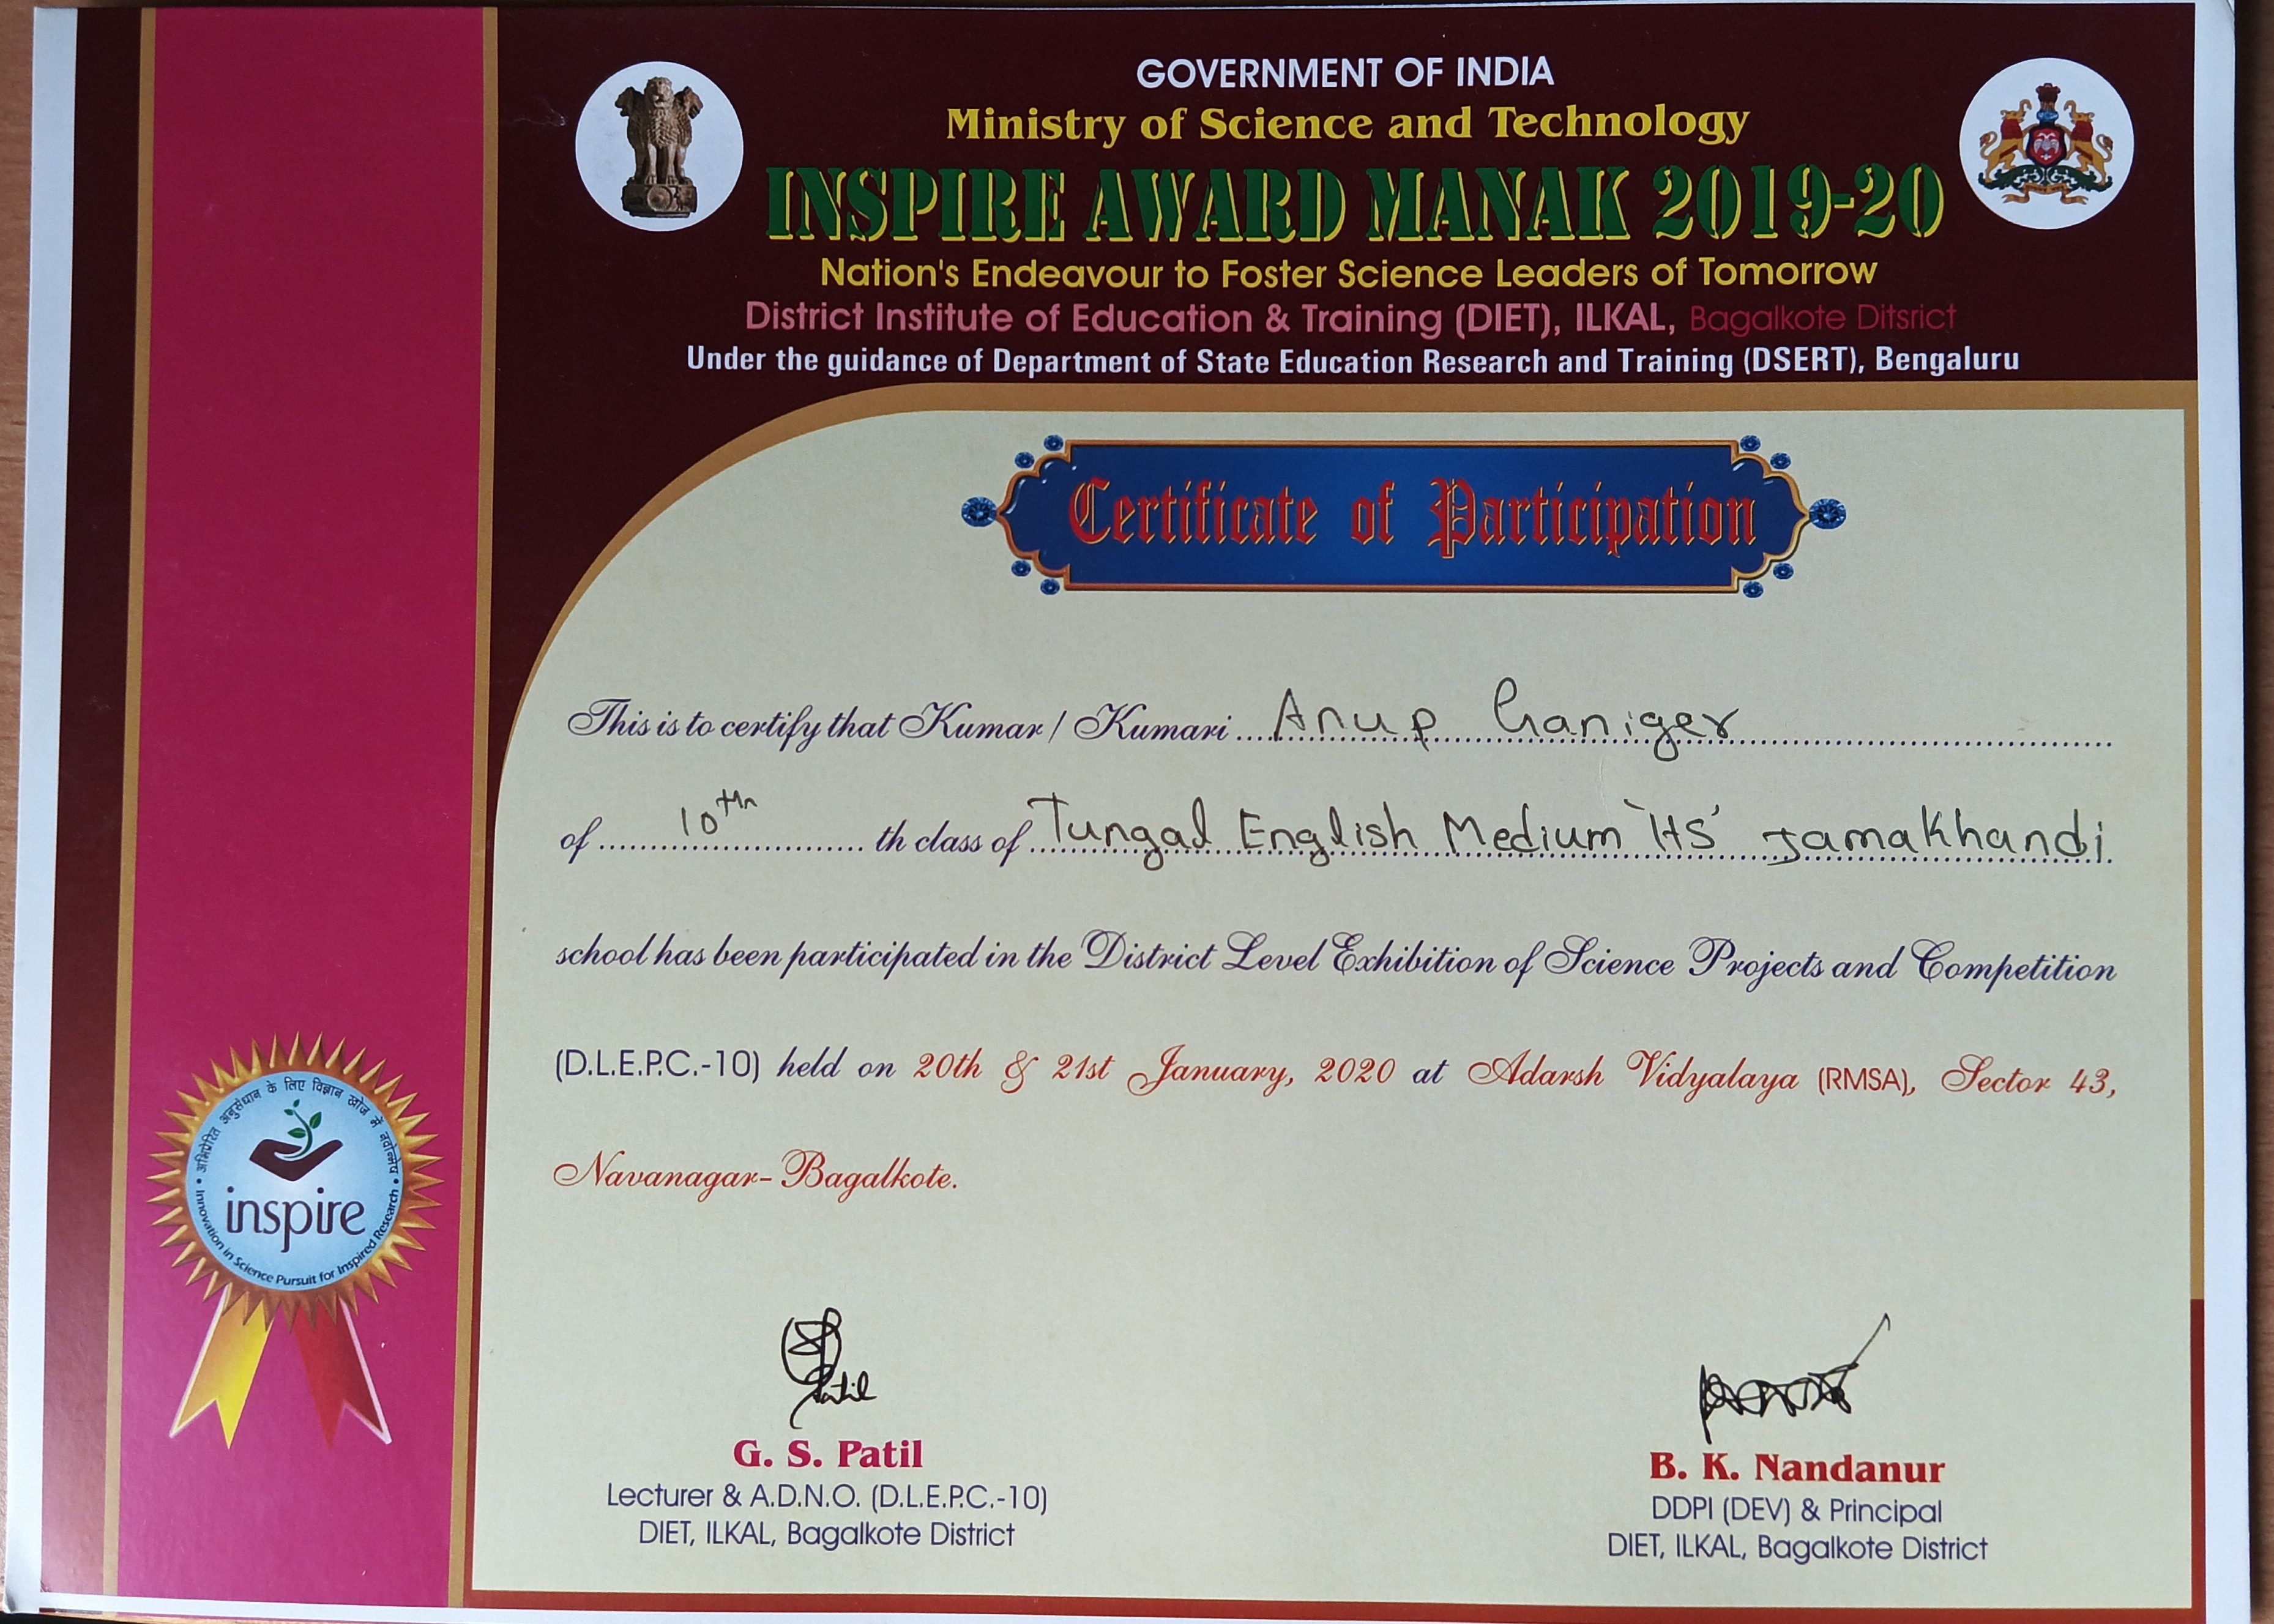 GOVERNMENT OF INDIA
Ministry of Science and Technology
INSPIRE AWARD MANAK 2019-20
Nation's Endeavour to Foster Science Leaders of Tomorrow
District Institute of Education & Training (DIET), ILKAL, Bagalkote Ditsrict
Under the guidance of Department of State Education Research and Training (DSERT), Bengaluru
Certificate of Participation
This is to certify that Kumar / Kumari Anup Ganiger
of 10th th class of Tungal English Medium 'HS' Jamakhandi
school has been participated in the District Level Exhibition of Science Projects and Competition
(D.L.E.P.C.-10) held on 20th & 21st January, 2020 at Adarsh Vidyalaya (RMSA), Sector 43,
Navanagar- Bagalkote.
अभिप्रेरित अनुसंधान के लिए विज्ञान खोज में नवोन्मेष
inspire
Innovation in Science Pursuit for Inspired Research
Patil
G. S. Patil
Lecturer & A.D.N.O. (D.L.E.P.C.-10)
DIET, ILKAL, Bagalkote District
B. K. Nandanur
DDPI (DEV) & Principal
DIET, ILKAL, Bagalkote District